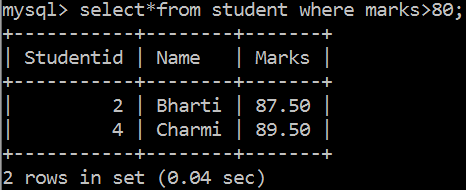 mysql> select*from student where marks>80;
+-----------+--------+-------+
| Studentid | Name   | Marks |
+-----------+--------+-------+
|         2 | Bharti | 87.50 |
|         4 | Charmi | 89.50 |
+-----------+--------+-------+
2 rows in set (0.04 sec)